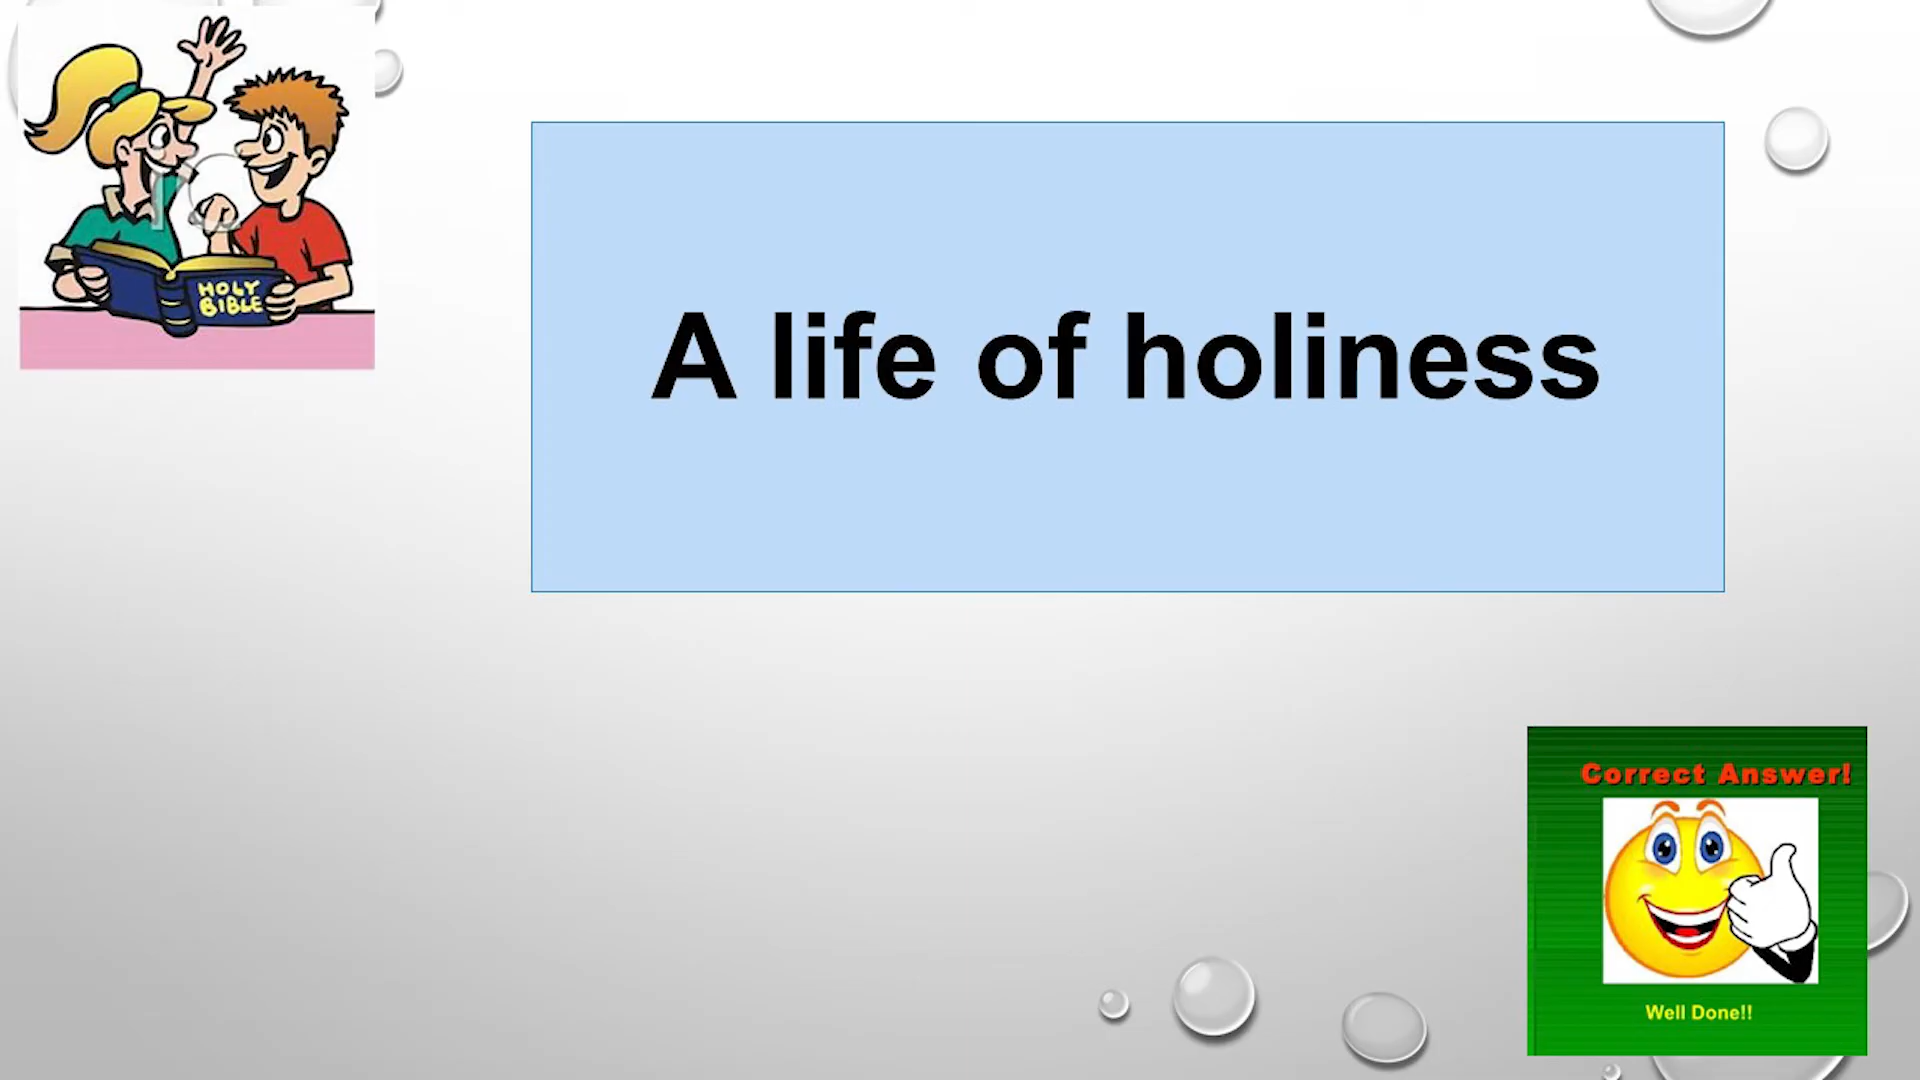 HOLY
BIBLE
A life of holiness
Correct Answer!
Well Done!!